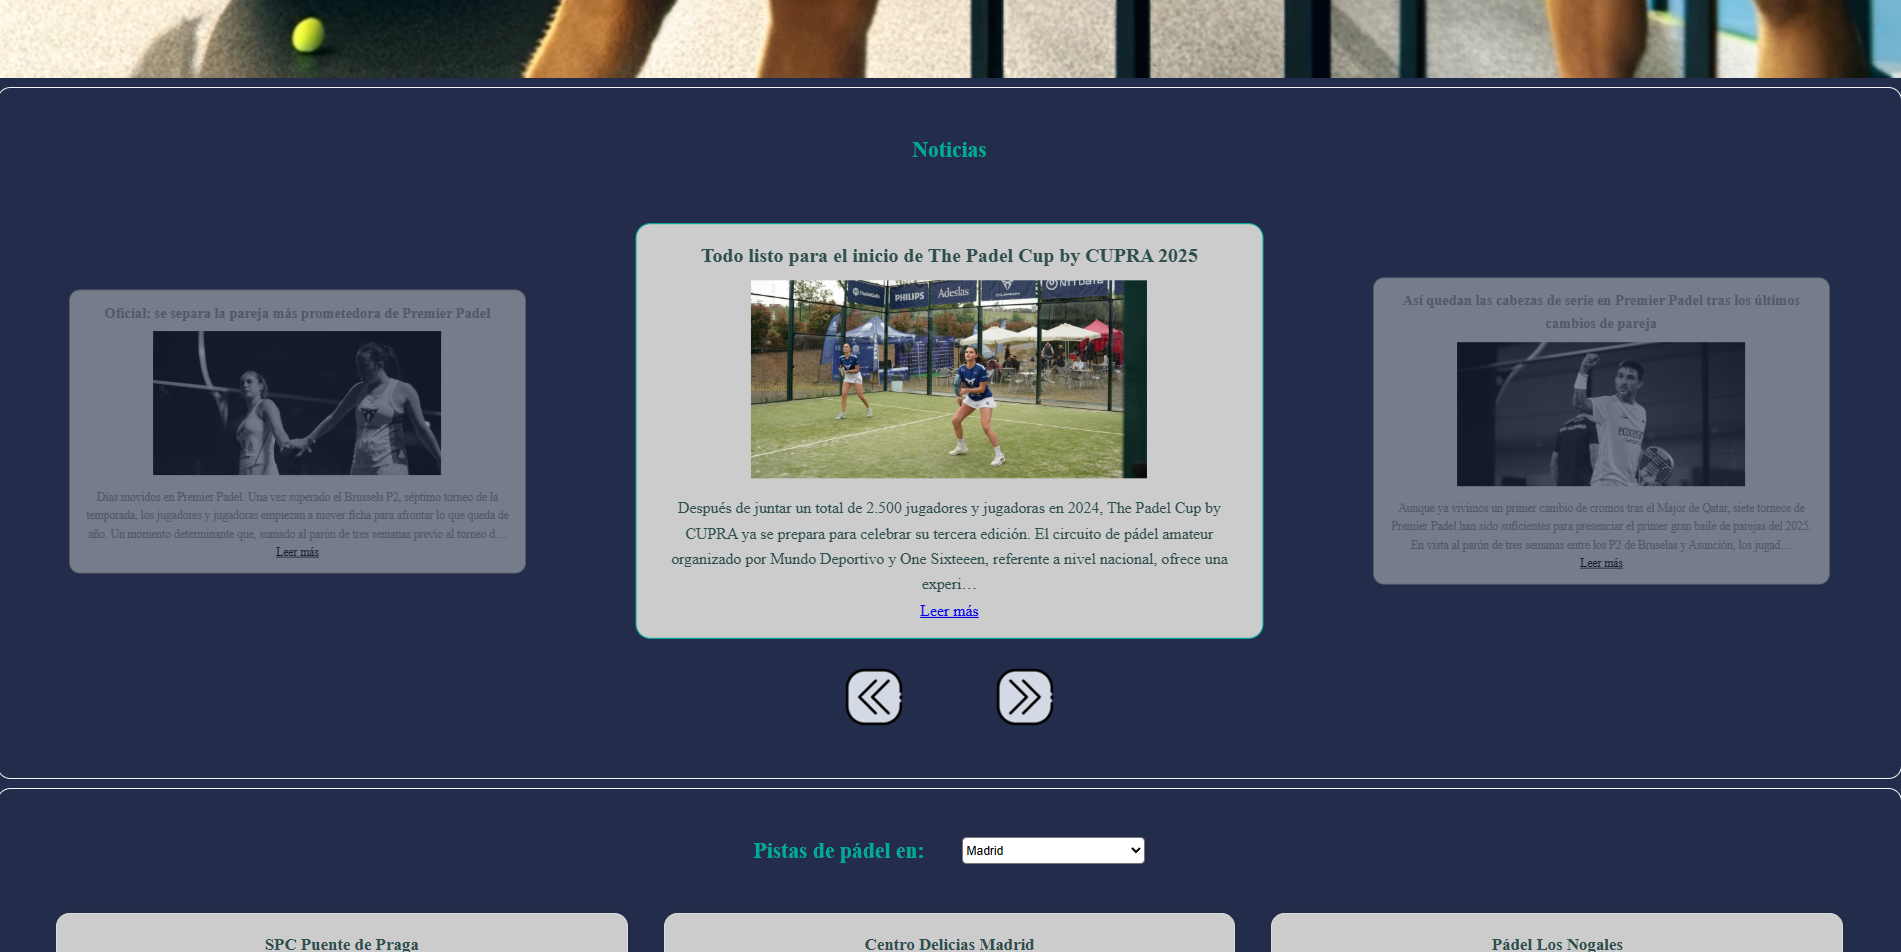 Noticias
Oficial: se separa la pareja más prometedora de Premier Padel
Días movidos en Premier Padel. Una vez superado el Brussels P2, séptimo torneo de la
temporada, los jugadores y jugadoras empiezan a mover ficha para afrontar lo que queda de
año. Un momento determinante que, sumado al parón de tres semanas previo al torneo d…
Leer más
Todo listo para el inicio de The Padel Cup by CUPRA 2025
PHILIPS
Adeslas
Después de juntar un total de 2.500 jugadores y jugadoras en 2024, The Padel Cup by
CUPRA ya se prepara para celebrar su tercera edición. El circuito de pádel amateur
organizado por Mundo Deportivo y One Sixteeen, referente a nivel nacional, ofrece una
experi…
Leer más
Así quedan las cabezas de serie en Premier Padel tras los últimos
cambios de pareja
Aunque ya vivimos un primer cambio de cromos tras el Major de Qatar, siete torneos de
Premier Padel han sido suficientes para presenciar el primer gran baile de parejas del 2025.
En vista al parón de tres semanas entre los P2 de Bruselas y Asunción, los jugad…
Leer más
Pistas de pádel en:
Madrid
SPC Puente de Praga
Centro Delicias Madrid
Pádel Los Nogales